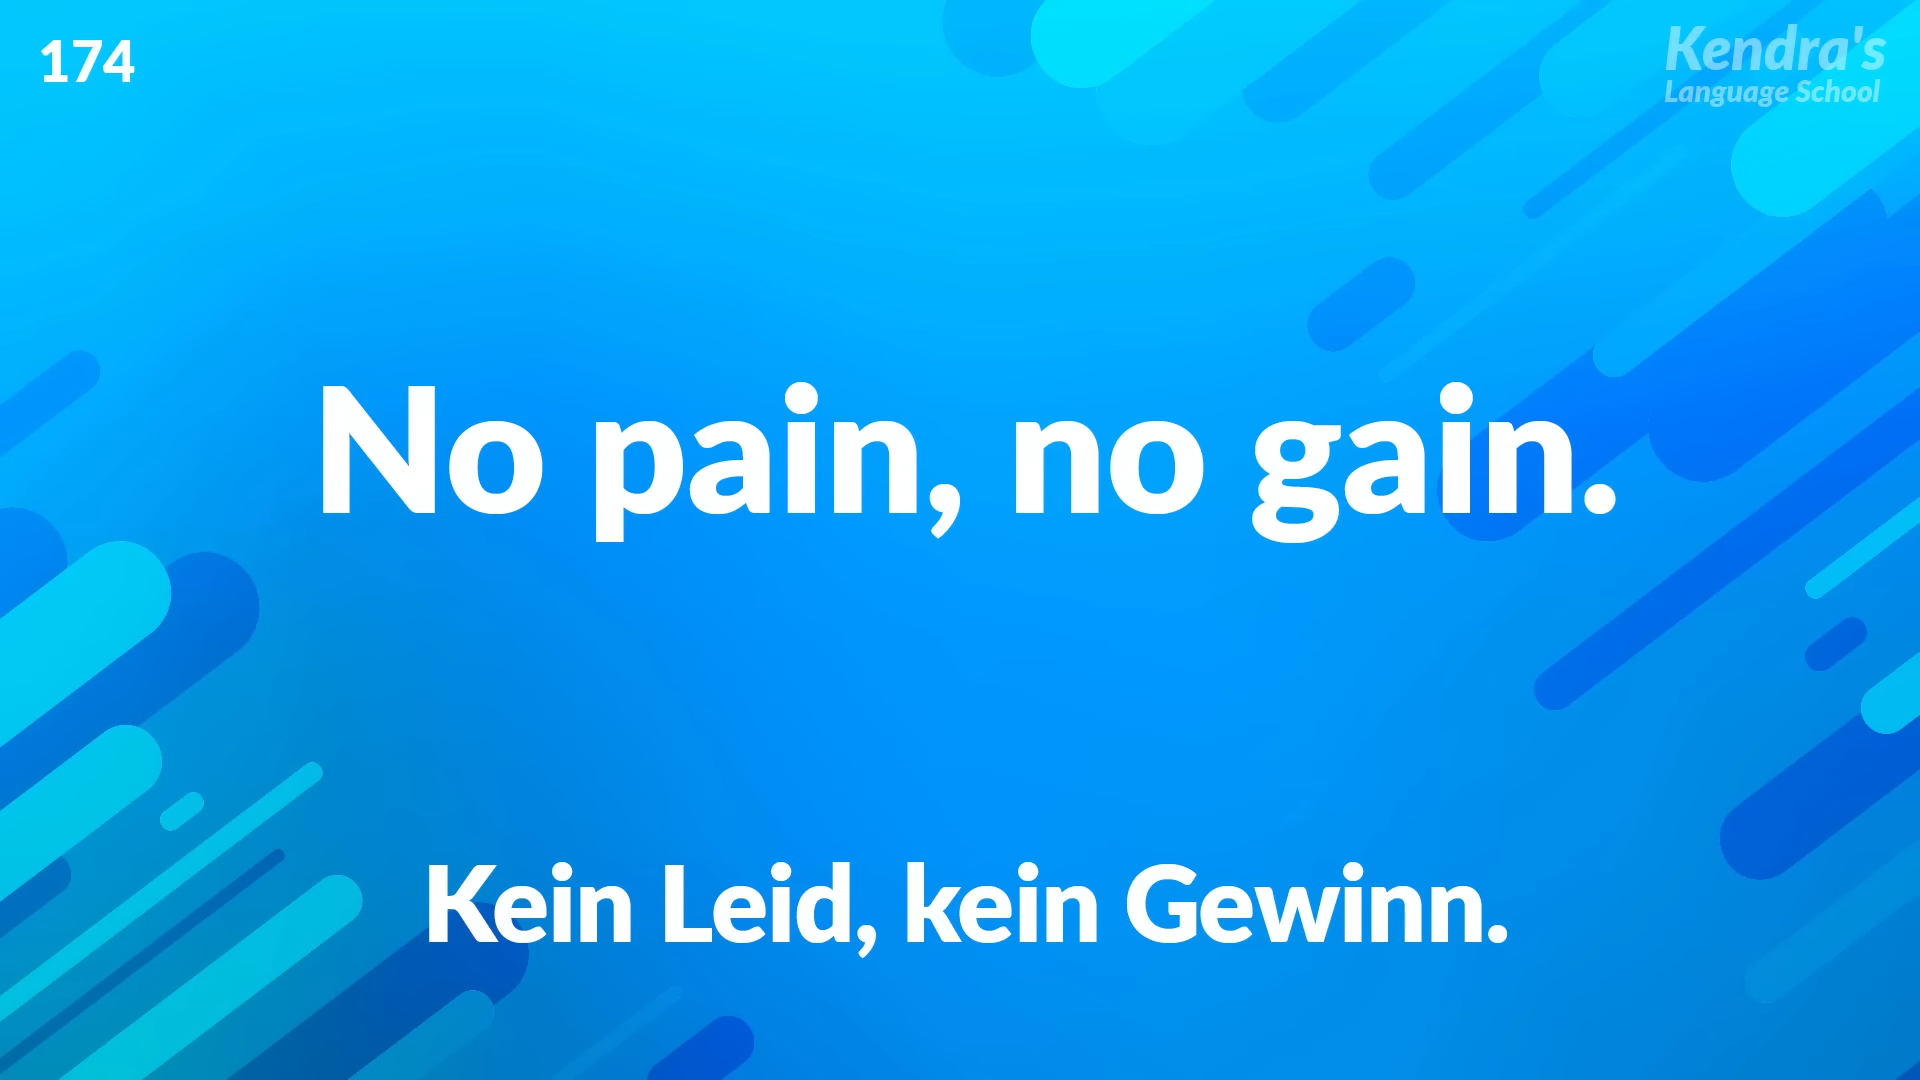 174
Kendra's
Language School
No pain, no gain.
Kein Leid, kein Gewinn.